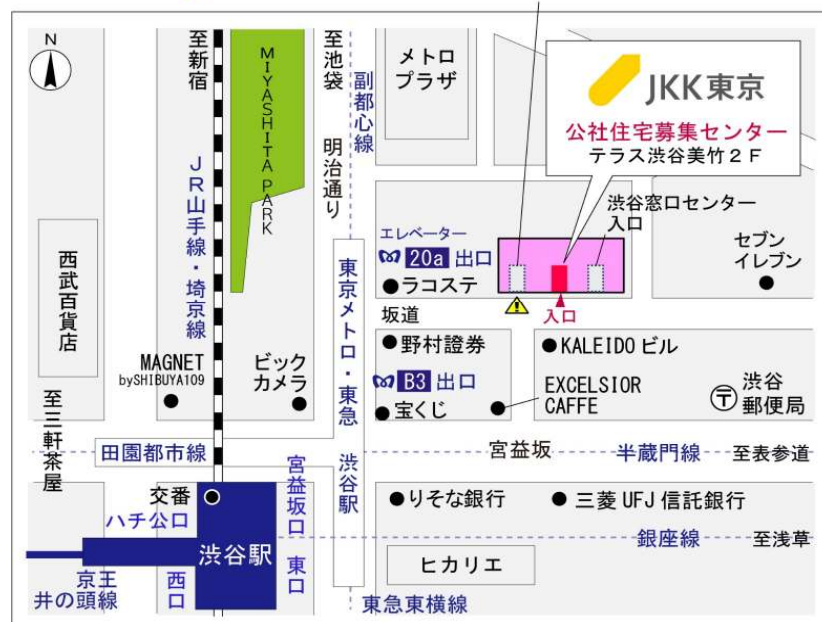 N
至新宿
MIYASHITA PARK
至池袋
副都心線
明治通り
メトロ
プラザ
JKK東京
公社住宅募集センター
テラス渋谷美竹2F
JR山手線・埼京線
渋谷窓口センター
入口
エレベーター
20a 出口
ラコステ
セブン
イレブン
西武百貨店
東京メトロ・東急 渋谷駅
坂道
入口
野村證券
KALEIDO ビル
MAGNET
bySHIBUYA109
ビック
カメラ
B3 出口
宝くじ
EXCELSIOR
CAFFE
渋谷
郵便局
至三軒茶屋
田園都市線
宮益坂
半蔵門線
至表参道
交番
ハチ公口
宮益坂口
りそな銀行
三菱 UFJ 信託銀行
渋谷駅
銀座線
至浅草
京王
井の頭線
西口
東口
ヒカリエ
東急東横線